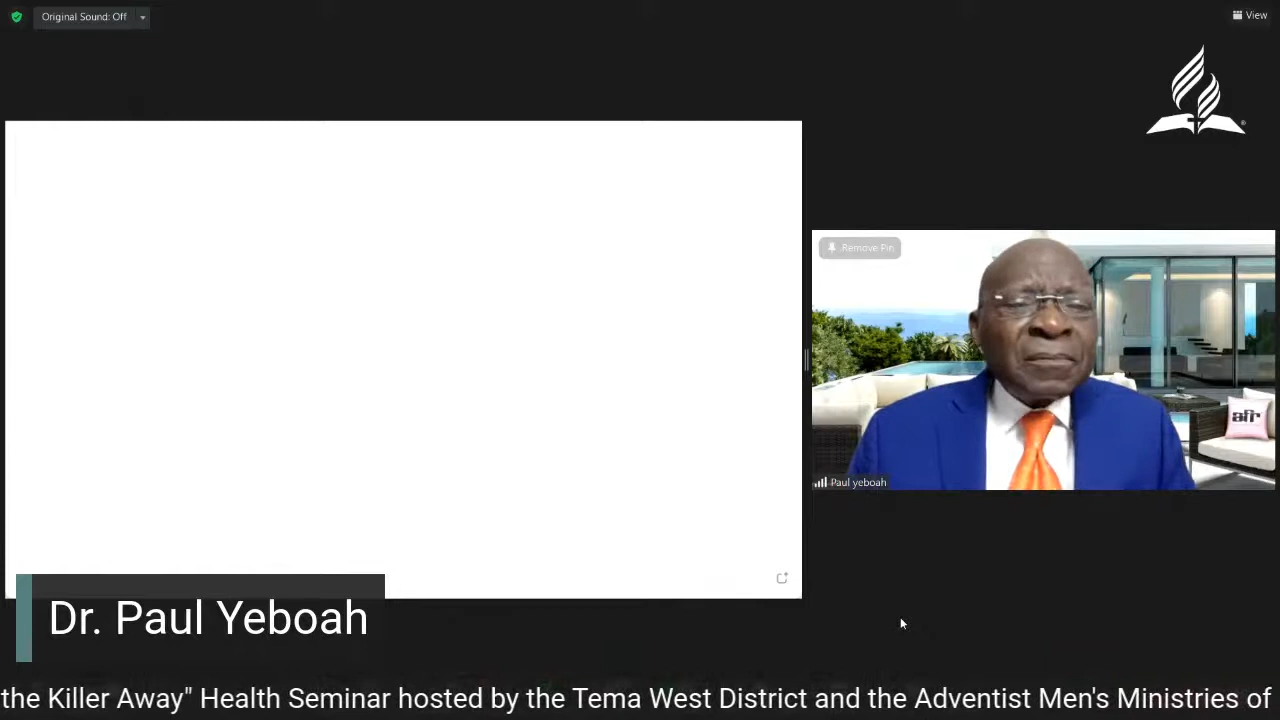 Original Sound: Off
View
Remove Pin
afr
Paul yeboah
Dr. Paul Yeboah
the Killer Away" Health Seminar hosted by the Tema West District and the Adventist Men's Ministries of